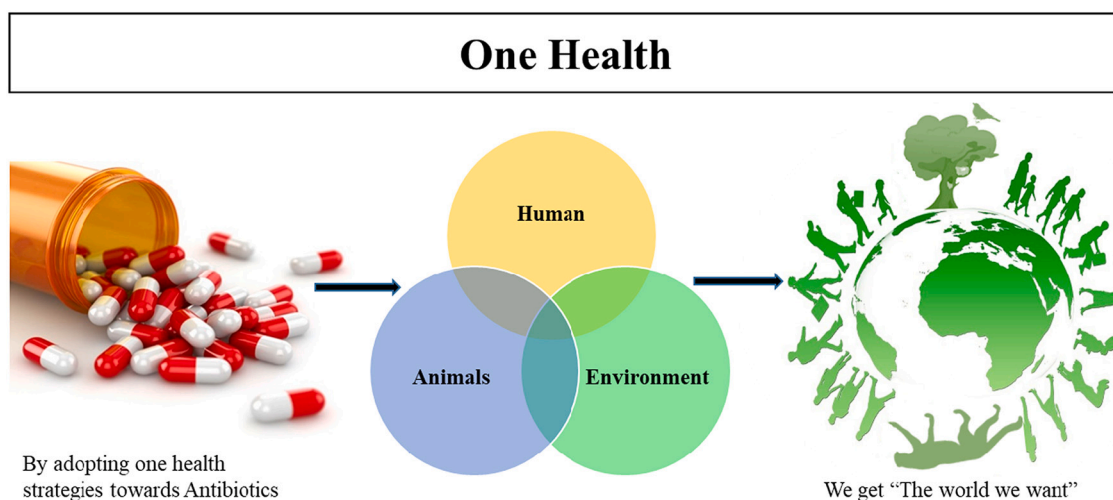 One Health
Human
Animals
Environment
By adopting one health
strategies towards Antibiotics
We get “The world we want”